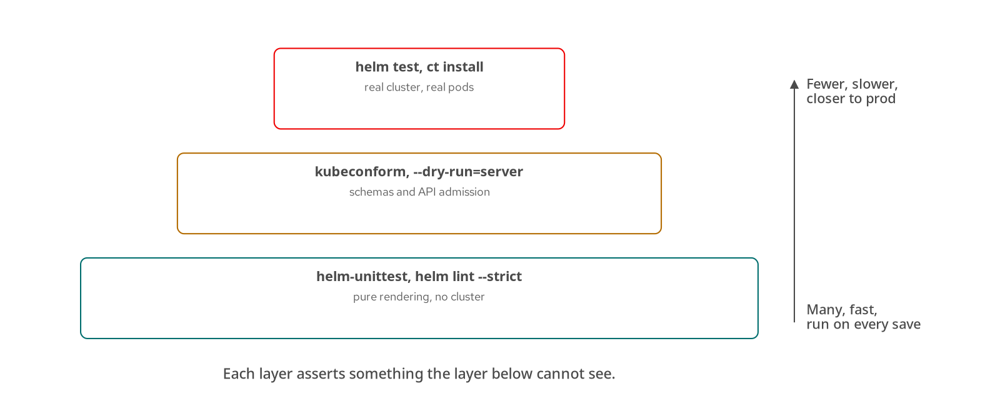 helm test, ct install
real cluster, real pods
Fewer, slower,
closer to prod
kubeconform, --dry-run=server
schemas and API admission
helm-unittest, helm lint --strict
pure rendering, no cluster
Many, fast,
run on every save
Each layer asserts something the layer below cannot see.